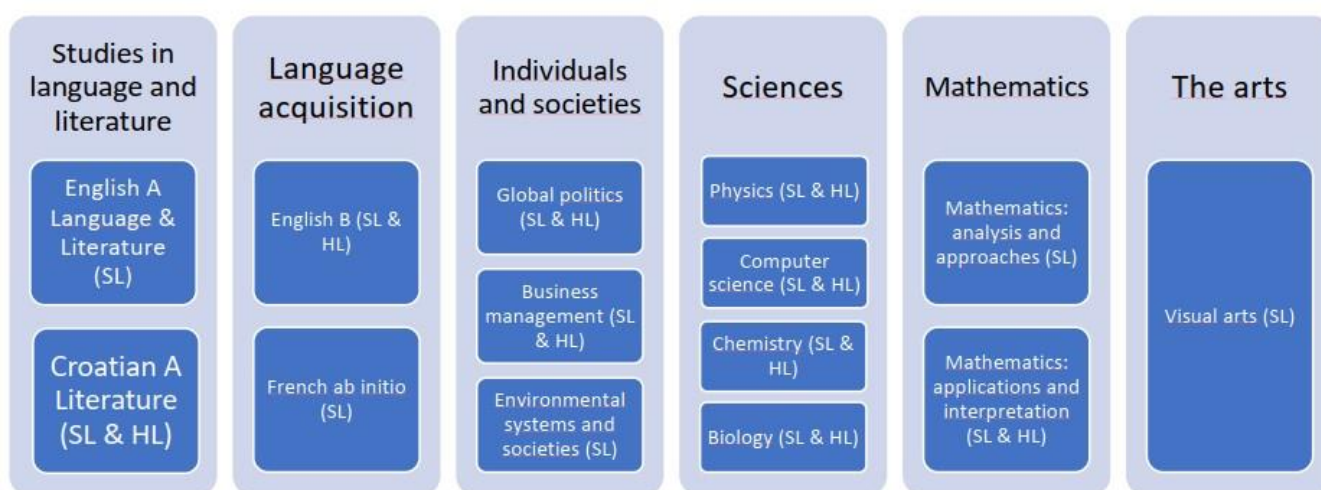 Studies in
language and
literature
English A
Language &
Literature
(SL)
Croatian A
Literature
(SL & HL)
Language
acquisition
English B (SL &
HL)
French ab initio
(SL)
Individuals
and societies
Global politics
(SL & HL)
Business
management (SL
& HL)
Environmental
systems and
societies (SL)
Sciences
Physics (SL & HL)
Computer
science (SL & HL)
Chemistry (SL &
HL)
Biology (SL & HL)
Mathematics
Mathematics:
analysis and
approaches (SL)
Mathematics:
applications and
interpretation
(SL & HL)
The arts
Visual arts (SL)